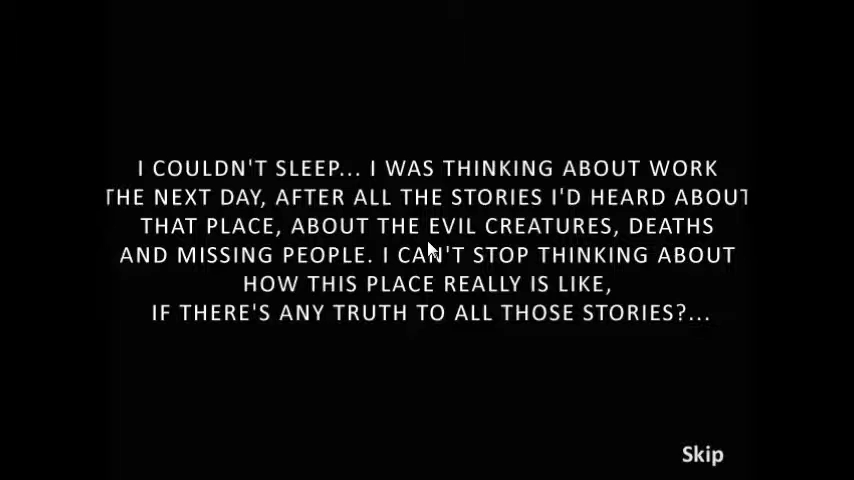 I COULDN'T SLEEP... I WAS THINKING ABOUT WORK
THE NEXT DAY, AFTER ALL THE STORIES I'D HEARD ABOUT
THAT PLACE, ABOUT THE EVIL CREATURES, DEATHS
AND MISSING PEOPLE. I CAN'T STOP THINKING ABOUT
HOW THIS PLACE REALLY IS LIKE,
IF THERE'S ANY TRUTH TO ALL THOSE STORIES?...
Skip